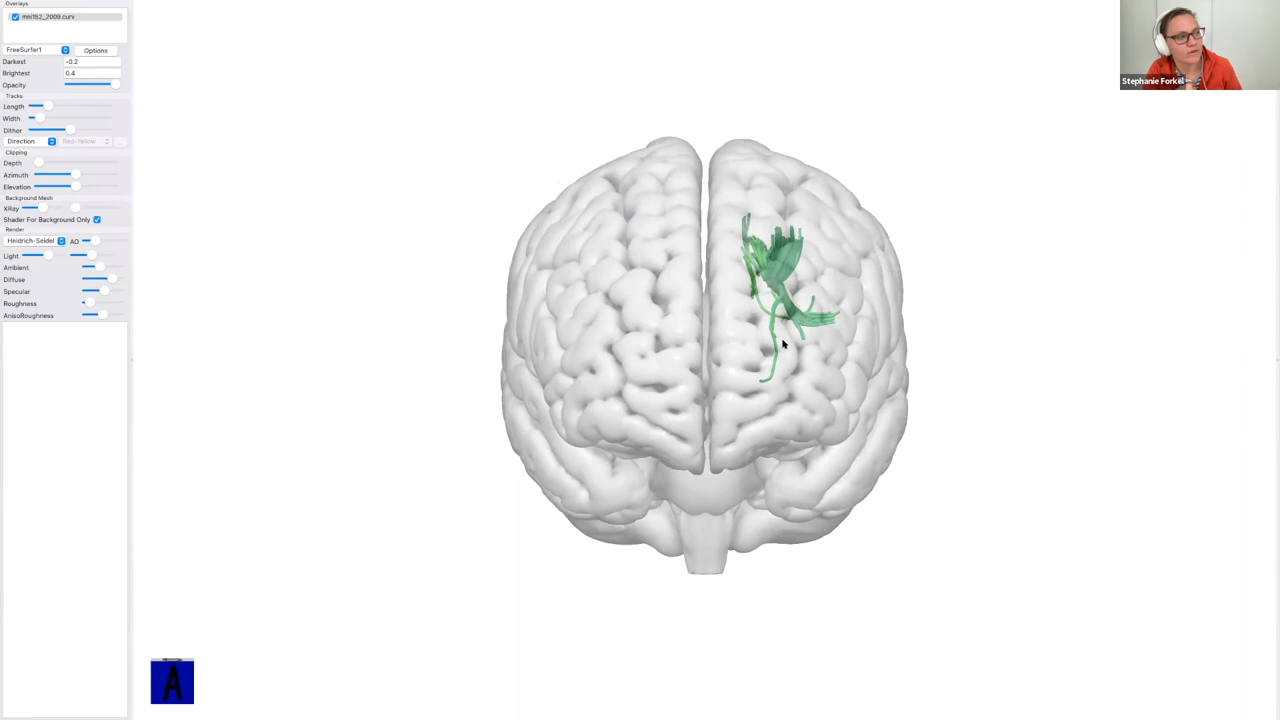 Overlays
mni152_2009.curv
FreeSurfer1 Options
Darkest -0.2
Brightest 0.4
Opacity
Tracks
Length
Width
Dither
Direction Red-Yellow ...
Clipping
Depth
Azimuth
Elevation
Background Mesh
XRay
Shader For Background Only
Render
Heidrich-Seidel AO
Light
Ambient
Diffuse
Specular
Roughness
AnisoRoughness
Stephanie Forkel
A